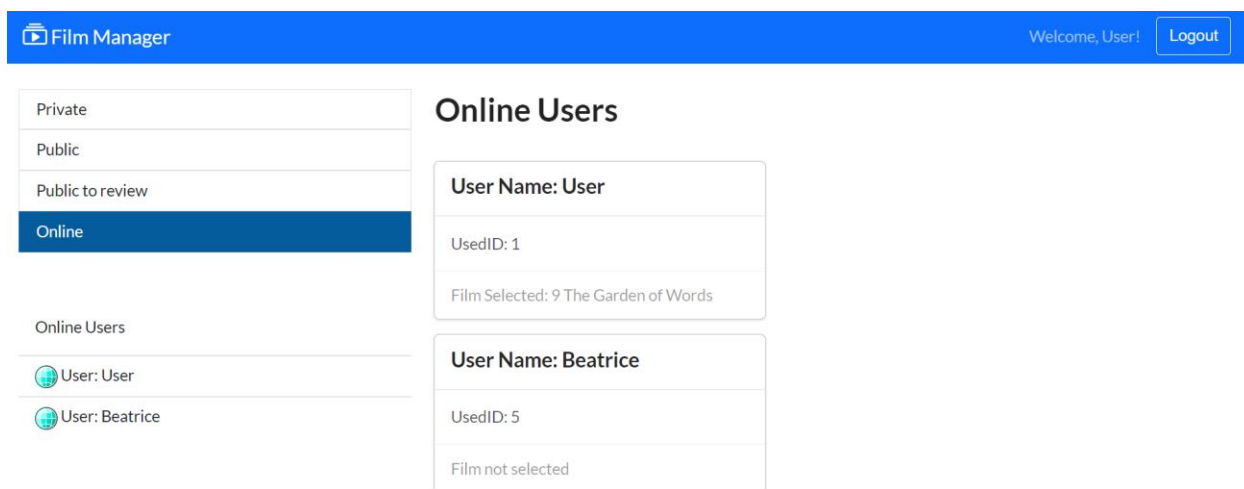 Film Manager
Welcome, User!
Logout
Private
Public
Public to review
Online
Online Users
User: User
User: Beatrice
Online Users
User Name: User
UsedID: 1
Film Selected: 9 The Garden of Words
User Name: Beatrice
UsedID: 5
Film not selected